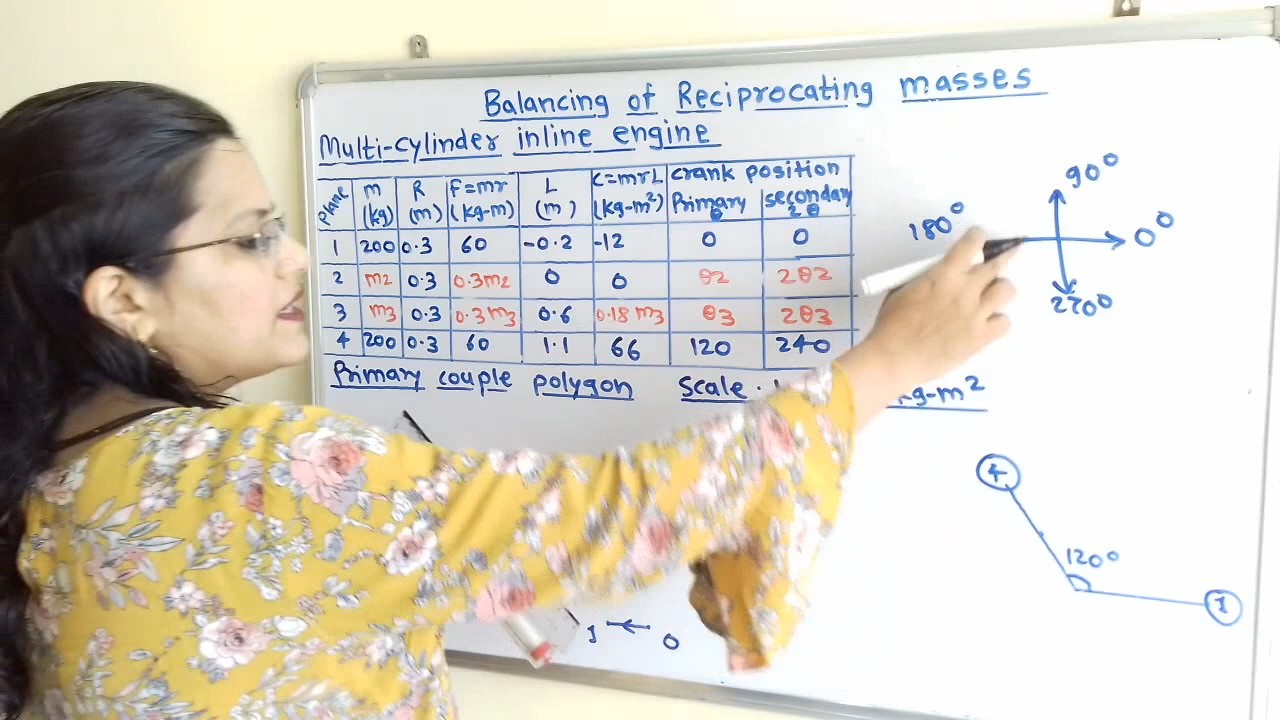 Balancing of Reciprocating masses
Multi-cylinder inline engine
Plane m (kg) R (m) F=mr (kg-m) L (m) C=mrL (kg-m²) crank position Primary θ secondary 2θ
1 200 0.3 60 -0.2 -12 0 0
2 m2 0.3 0.3m2 0 0 θ2 2θ2
3 m3 0.3 0.3m3 0.6 0.18 m3 θ3 2θ3
4 200 0.3 60 1.1 66 120 240
Primary couple polygon Scale kg-m²
90°
180° 0°
270°
4
120°
1
1 0